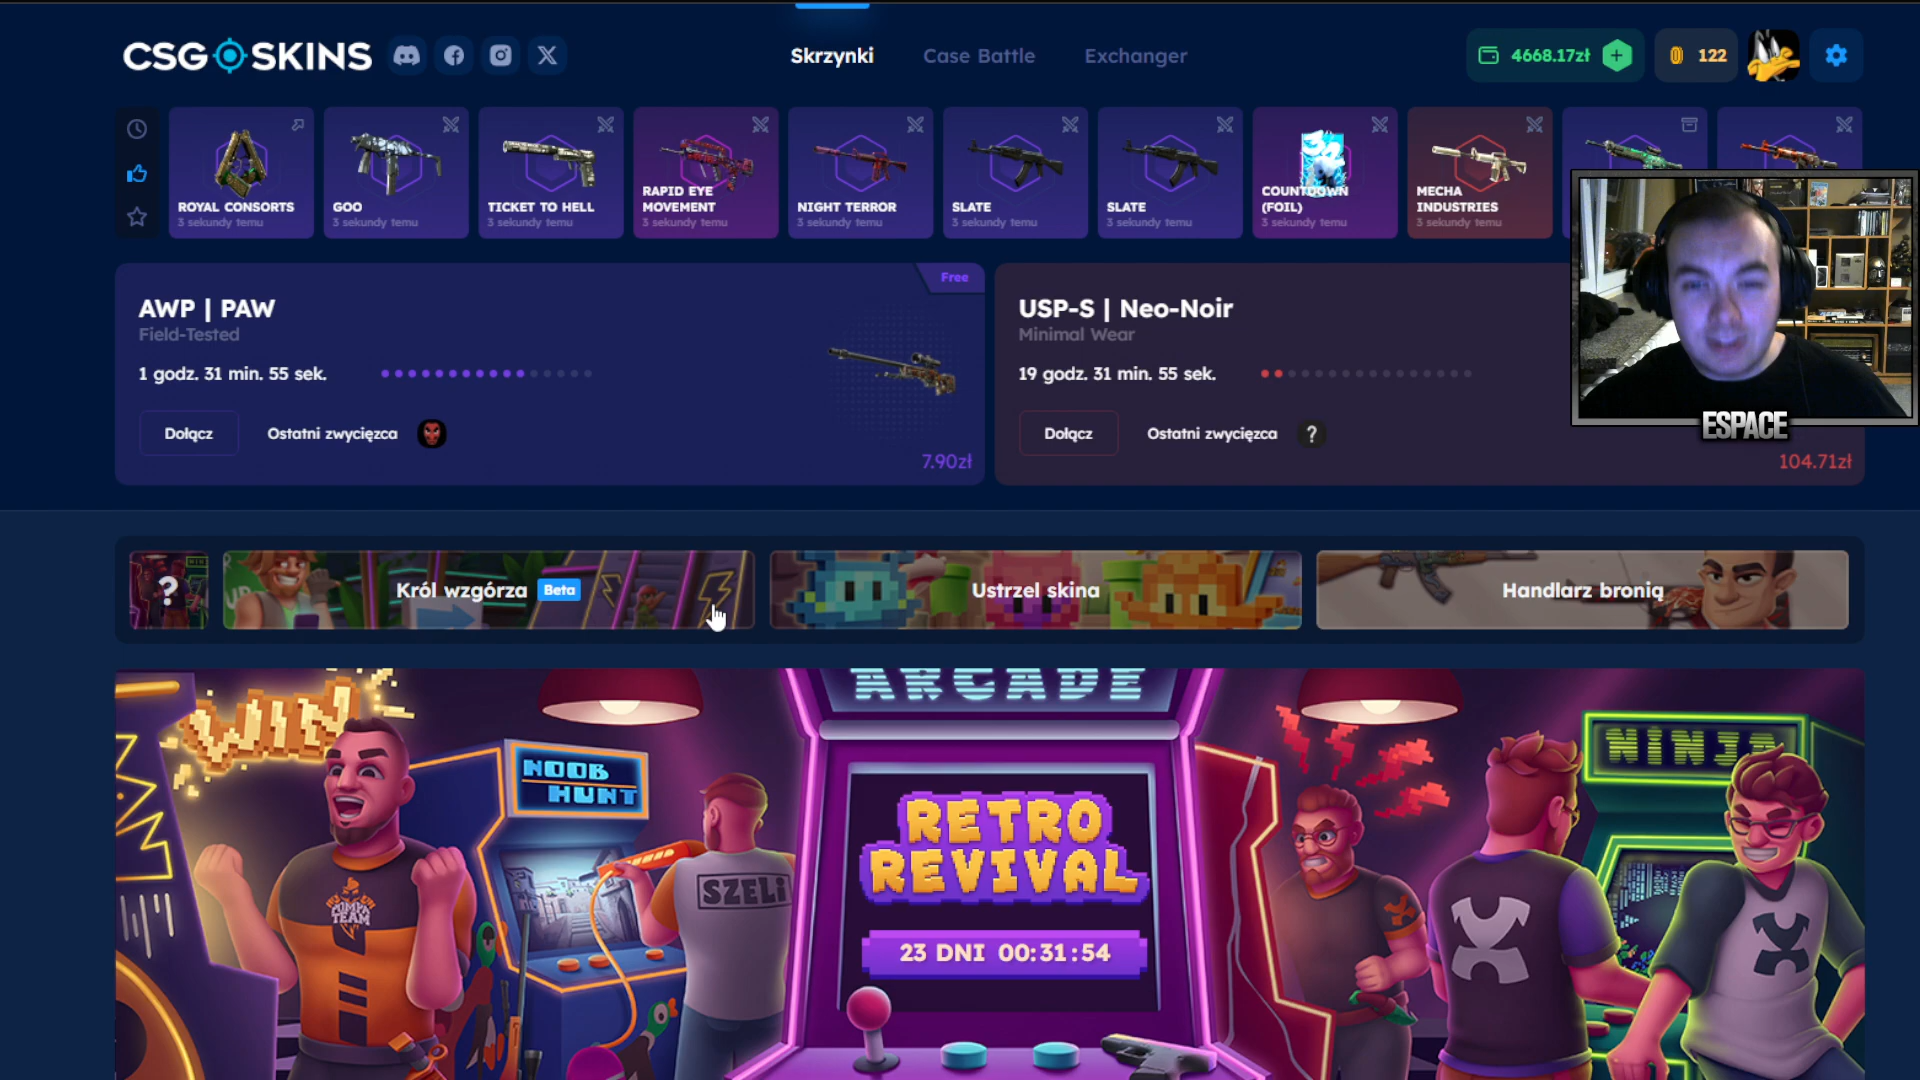 CSGOSKINS
Skrzynki
Case Battle
Exchanger
4668.17zł
122
ROYAL CONSORTS
3 sekundy temu
GOO
3 sekundy temu
TICKET TO HELL
3 sekundy temu
RAPID EYE
MOVEMENT
3 sekundy temu
NIGHT TERROR
3 sekundy temu
SLATE
3 sekundy temu
SLATE
3 sekundy temu
COUNTDOWN
(FOIL)
3 sekundy temu
MECHA
INDUSTRIES
3 sekundy temu
Free
AWP | PAW
Field-Tested
1 godz. 31 min. 55 sek.
Dołącz
Ostatni zwycięzca
7.90zł
USP-S | Neo-Noir
Minimal Wear
19 godz. 31 min. 55 sek.
Dołącz
Ostatni zwycięzca
?
104.71zł
ESPACE
?
Król wzgórza
Beta
Ustrzel skina
Handlarz bronią
ARCADE
WIN
NOOB
HUNT
NINJA
RETRO
REVIVAL
SZELI
POMPA
TEAM
23 DNI 00:31:54